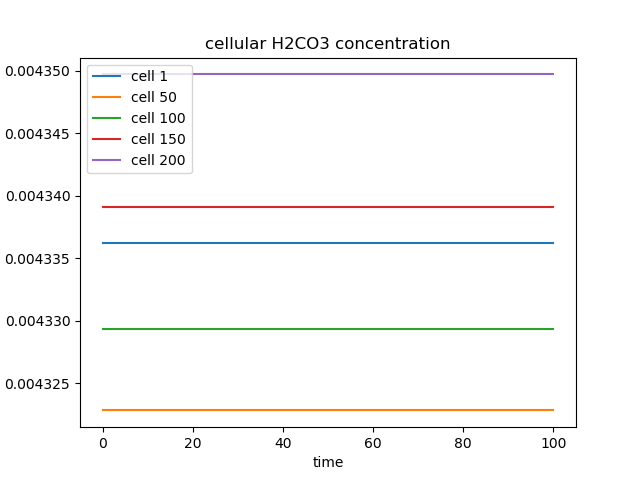 cellular H2CO3 concentration
0.004350
0.004345
0.004340
0.004335
0.004330
0.004325
cell 1
cell 50
cell 100
cell 150
cell 200
0 20 40 60 80 100
time